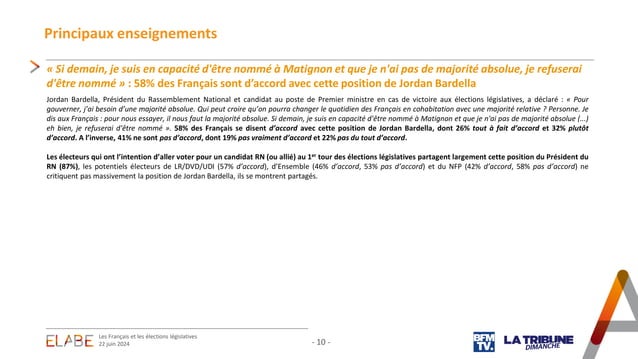 Principaux enseignements
« Si demain, je suis en capacité d'être nommé à Matignon et que je n'ai pas de majorité absolue, je refuserai
d'être nommé » : 58% des Français sont d’accord avec cette position de Jordan Bardella
Jordan Bardella, Président du Rassemblement National et candidat au poste de Premier ministre en cas de victoire aux élections législatives, a déclaré : « Pour
gouverner, j’ai besoin d’une majorité absolue. Qui peut croire qu’on pourra changer le quotidien des Français en cohabitation avec une majorité relative ? Personne. Je
dis aux Français : pour nous essayer, il nous faut la majorité absolue. Si demain, je suis en capacité d'être nommé à Matignon et que je n'ai pas de majorité absolue (...)
eh bien, je refuserai d'être nommé ». 58% des Français se disent d’accord avec cette position de Jordan Bardella, dont 26% tout à fait d’accord et 32% plutôt
d’accord. A l’inverse, 41% ne sont pas d’accord, dont 19% pas vraiment d’accord et 22% pas du tout d’accord.
Les électeurs qui ont l’intention d’aller voter pour un candidat RN (ou allié) au 1er tour des élections législatives partagent largement cette position du Président du
RN (87%), les potentiels électeurs de LR/DVD/UDI (57% d’accord), d’Ensemble (46% d’accord, 53% pas d’accord) et du NFP (42% d’accord, 58% pas d’accord) ne
critiquent pas massivement la position de Jordan Bardella, ils se montrent partagés.
ELABE
Les Français et les élections législatives
22 juin 2024
- 10 -
BFM
TV.
LA TRIBUNE
DIMANCHE